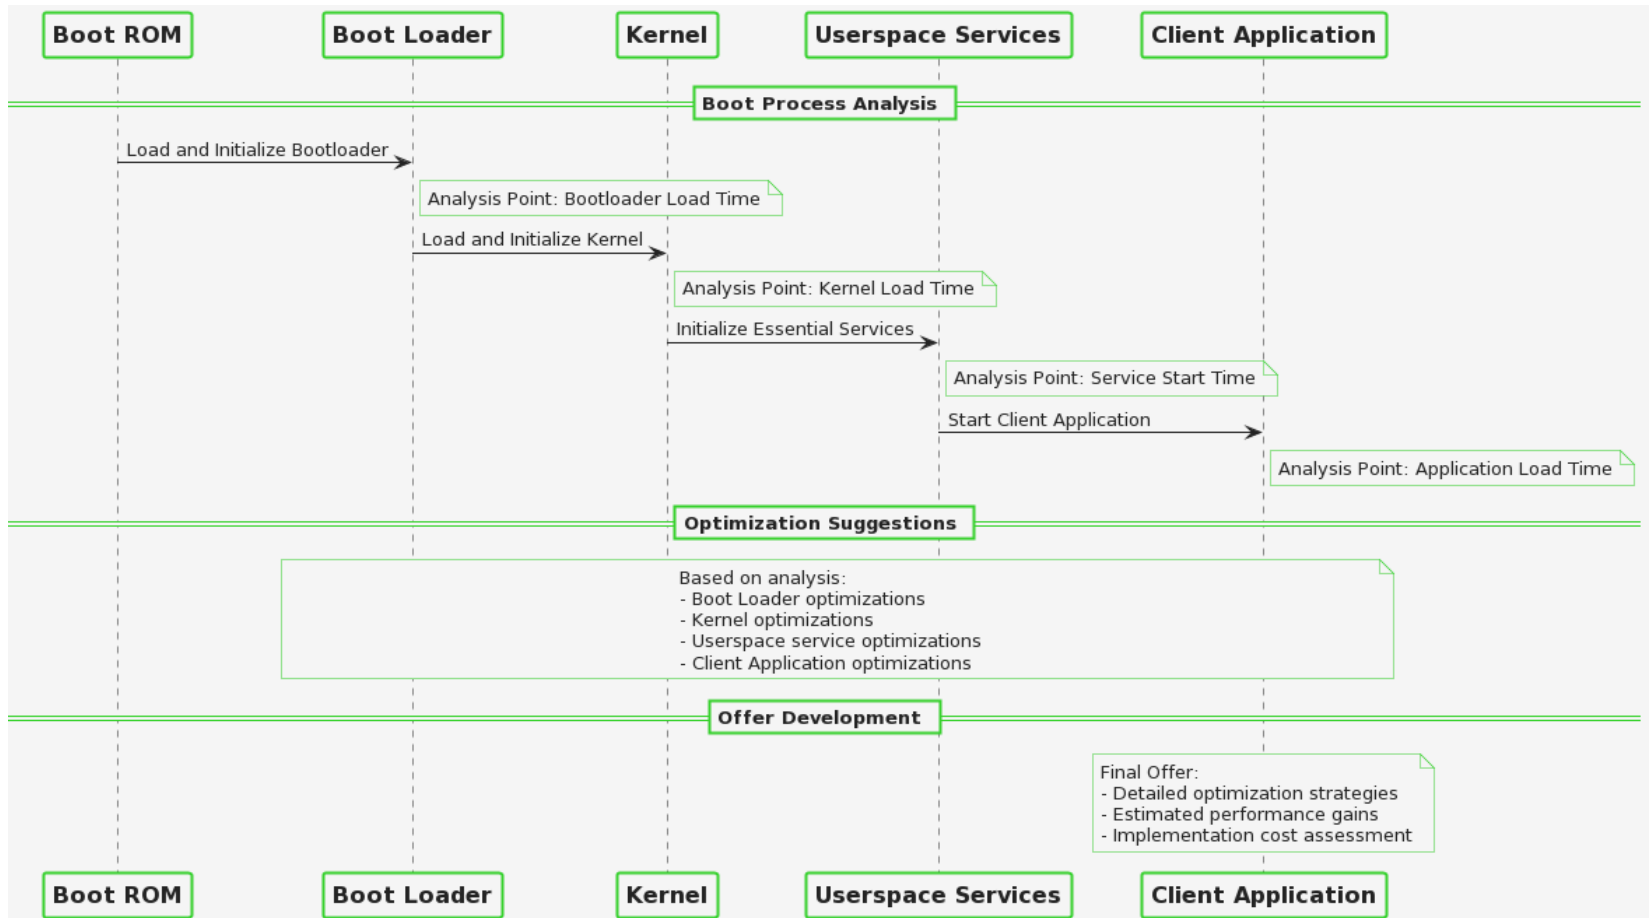 Boot ROM
Boot Loader
Kernel
Userspace Services
Client Application
Boot Process Analysis
Load and Initialize Bootloader
Analysis Point: Bootloader Load Time
Load and Initialize Kernel
Analysis Point: Kernel Load Time
Initialize Essential Services
Analysis Point: Service Start Time
Start Client Application
Analysis Point: Application Load Time
Optimization Suggestions
Based on analysis:
- Boot Loader optimizations
- Kernel optimizations
- Userspace service optimizations
- Client Application optimizations
Offer Development
Final Offer:
- Detailed optimization strategies
- Estimated performance gains
- Implementation cost assessment
Boot ROM
Boot Loader
Kernel
Userspace Services
Client Application